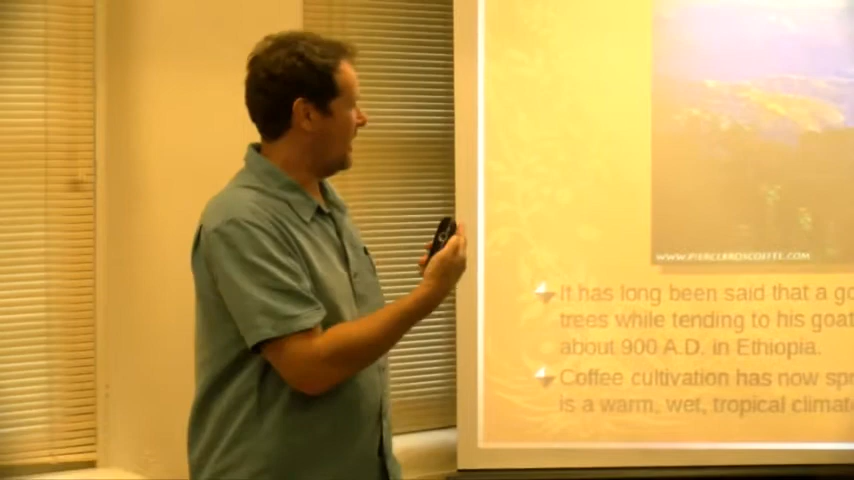 WWW.PIERCEBROSCOFFEE.COM
It has long been said that a go
trees while tending to his goat
about 900 A.D. in Ethiopia.
Coffee cultivation has now spr
is a warm, wet, tropical climate